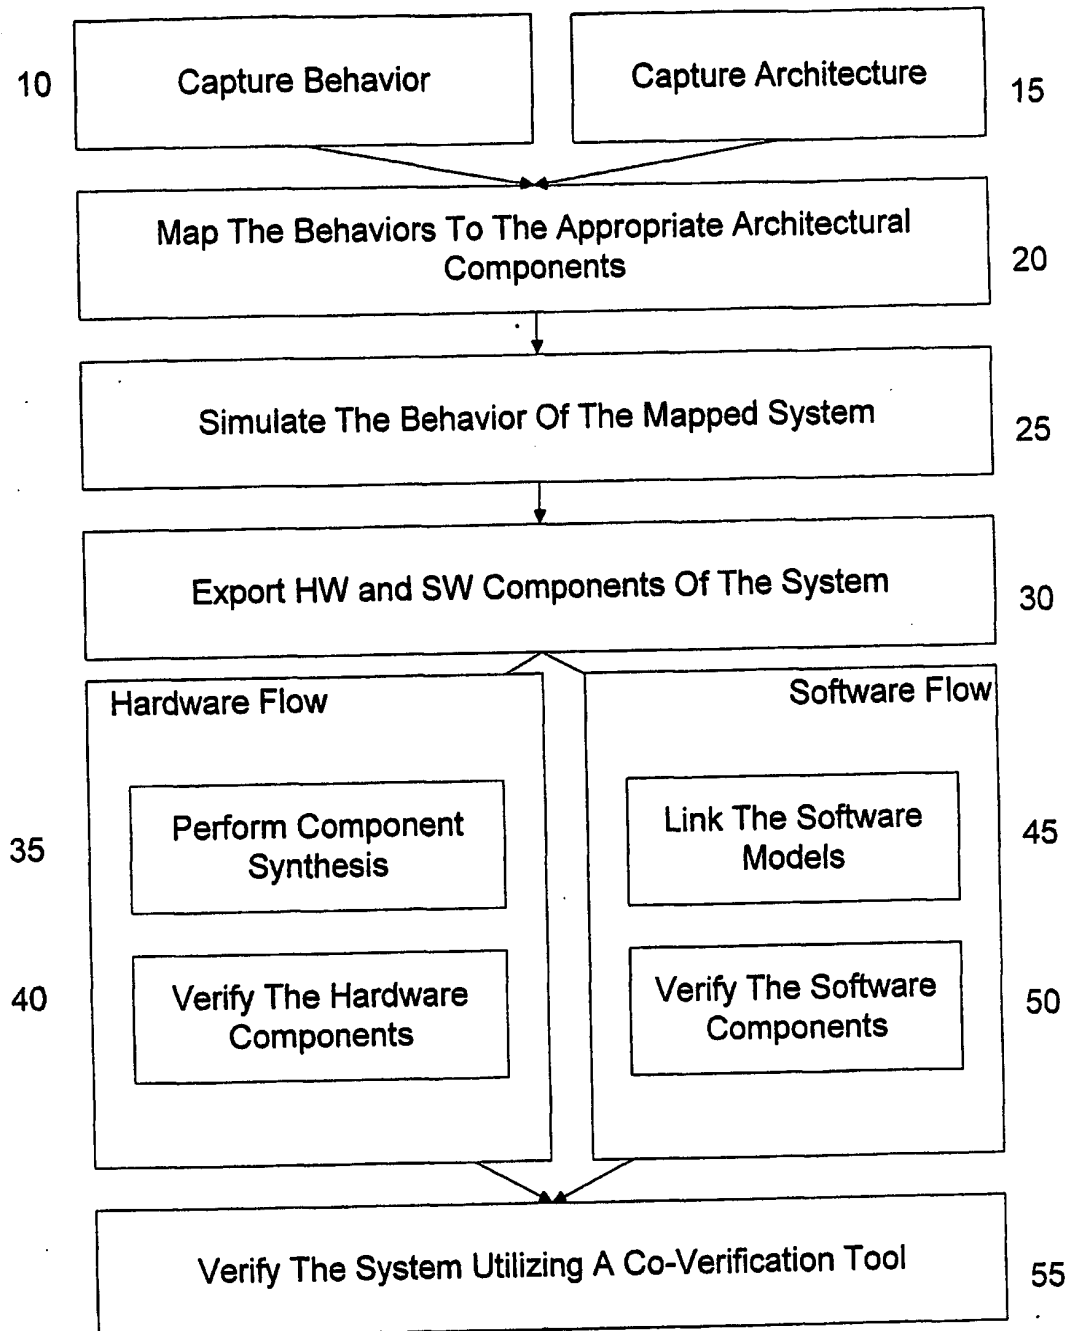 10
Capture Behavior
Capture Architecture
15
Map The Behaviors To The Appropriate Architectural
Components
20
Simulate The Behavior Of The Mapped System
25
Export HW and SW Components Of The System
30
Hardware Flow
Software Flow
35
Perform Component
Synthesis
Link The Software
Models
45
40
Verify The Hardware
Components
Verify The Software
Components
50
Verify The System Utilizing A Co-Verification Tool
55